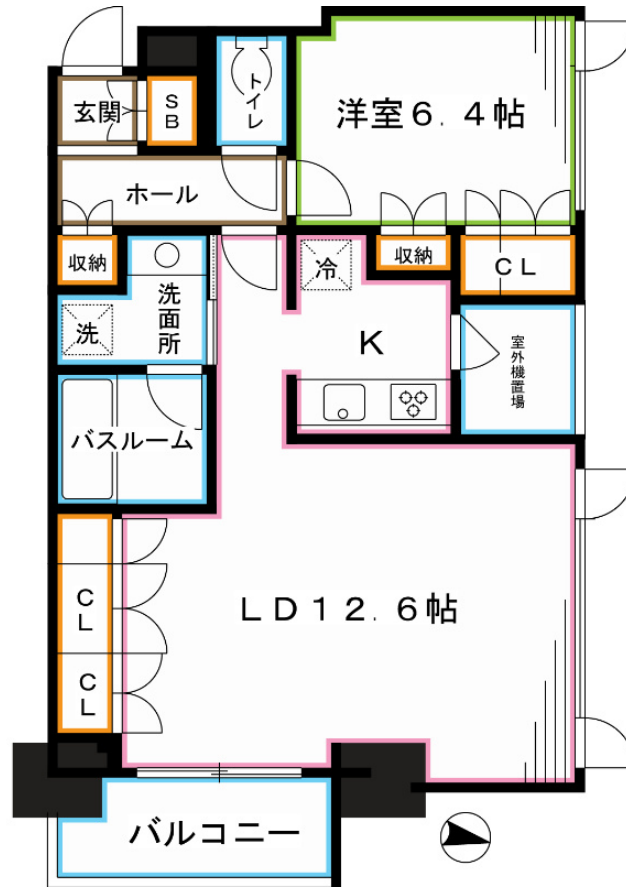 洋室6.4帖
トイレ
SB
玄関
ホール
収納
冷
収納
CL
洗面所
洗
K
室外機置場
バスルーム
LD12.6帖
CL
CL
バルコニー